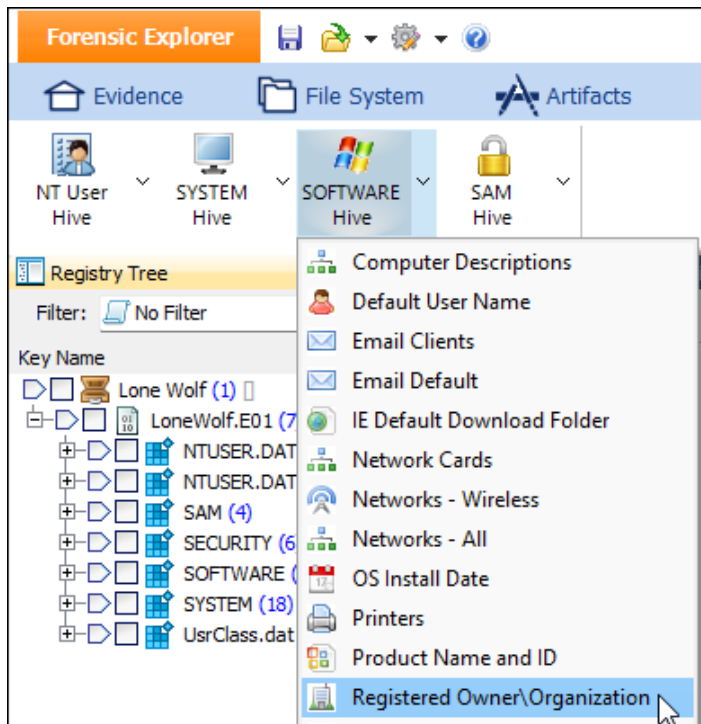 Forensic Explorer
Evidence File System Artifacts
NT User Hive SYSTEM Hive SOFTWARE Hive SAM Hive
Registry Tree
Filter: No Filter
Key Name
Lone Wolf (1) []
LoneWolf.E01 (7
NTUSER.DAT
NTUSER.DAT
SAM (4)
SECURITY (6
SOFTWARE (
SYSTEM (18)
UsrClass.dat
Computer Descriptions
Default User Name
Email Clients
Email Default
IE Default Download Folder
Network Cards
Networks - Wireless
Networks - All
OS Install Date
Printers
Product Name and ID
Registered Owner\Organization